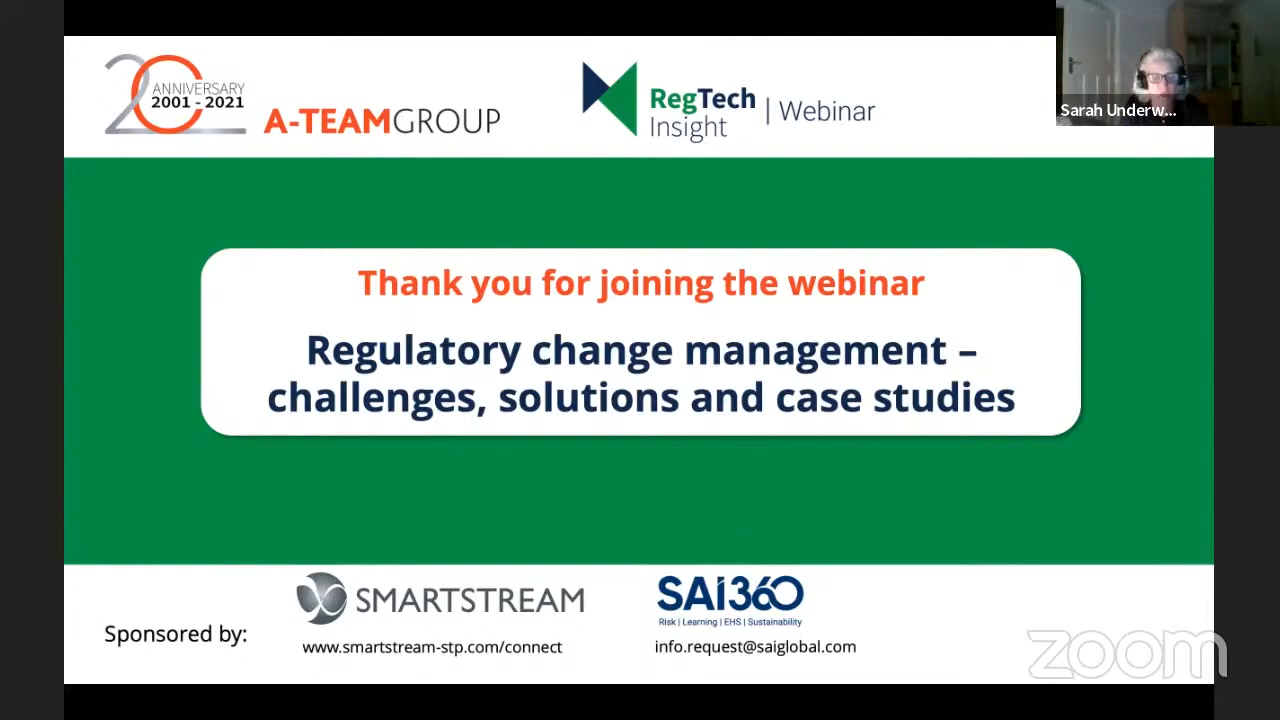 20 ANNIVERSARY
2001 - 2021
A-TEAMGROUP
RegTech
Insight
| Webinar
Sarah Underw...
Thank you for joining the webinar
Regulatory change management –
challenges, solutions and case studies
Sponsored by:
SMARTSTREAM
www.smartstream-stp.com/connect
SAI360
Risk | Learning | EHS | Sustainability
info.request@saiglobal.com
zoom